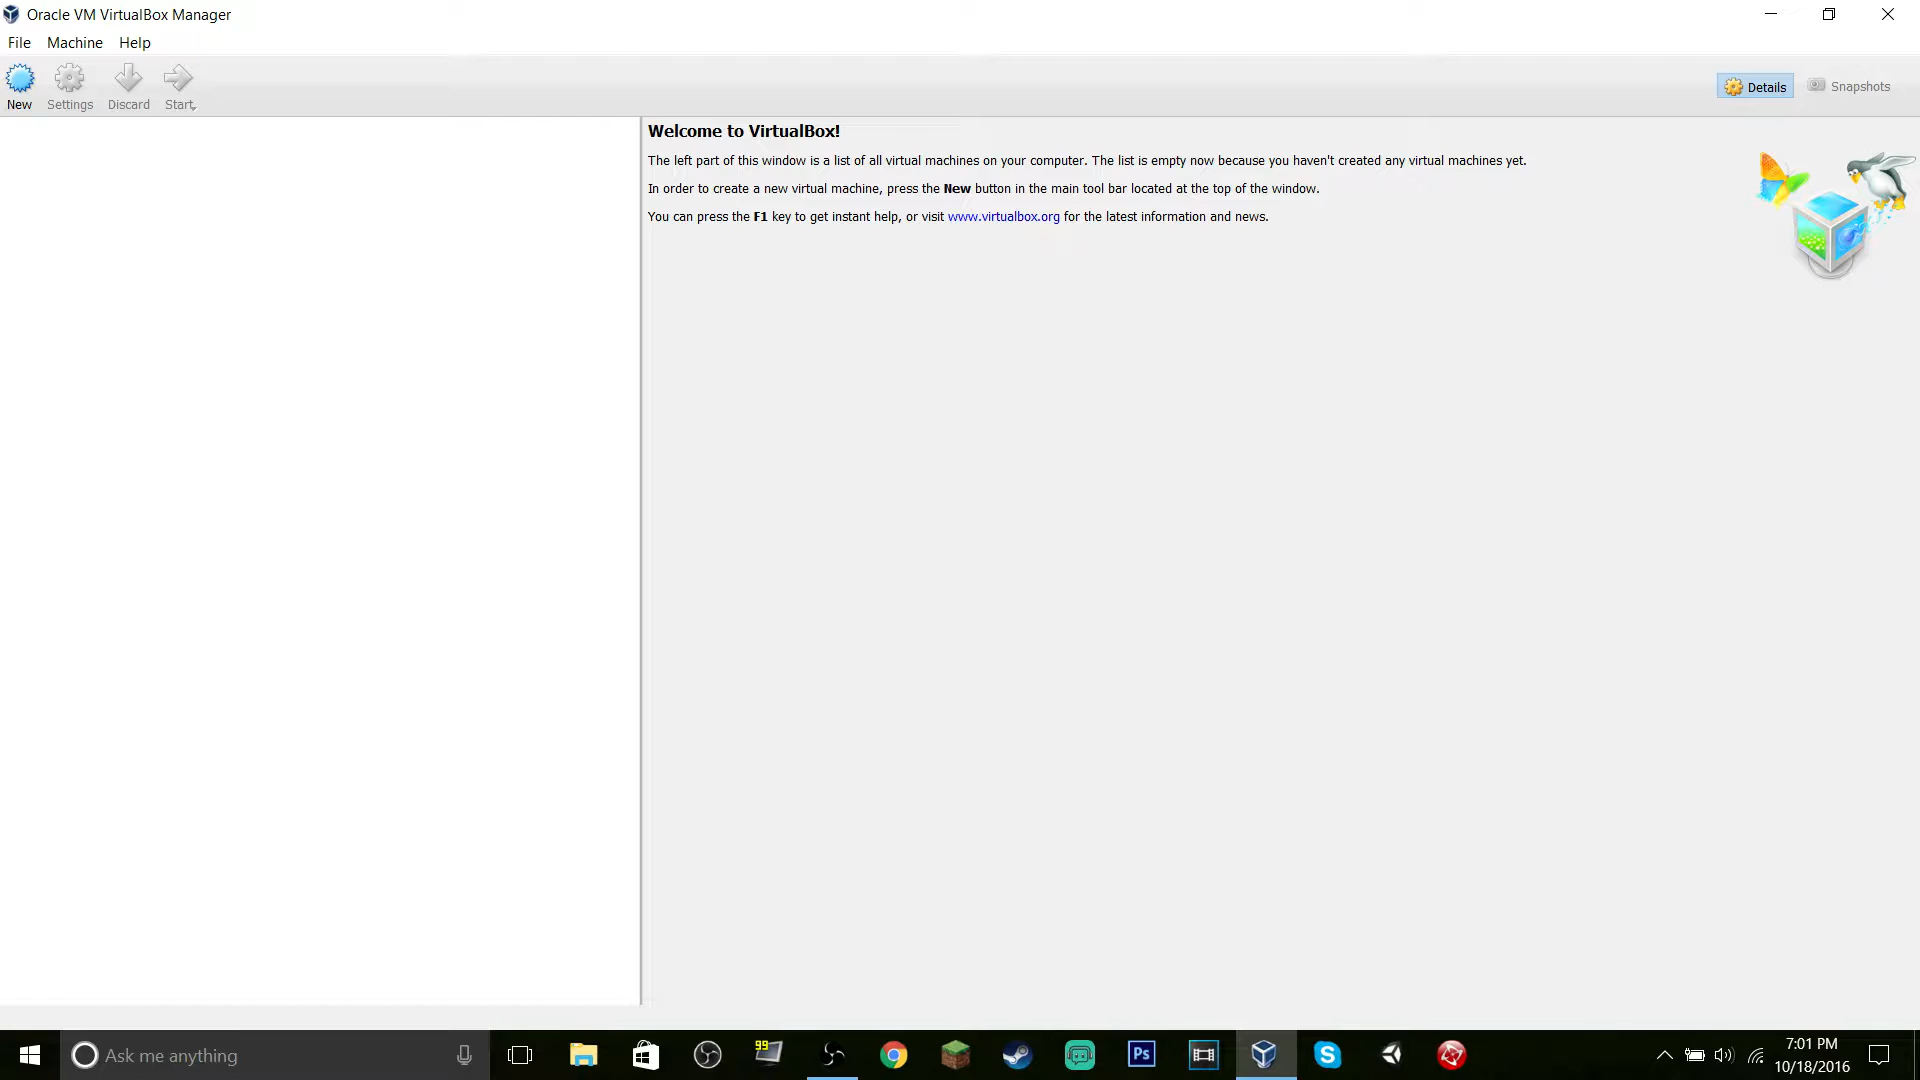 Oracle VM VirtualBox Manager
File Machine Help
New Settings Discard Start
Details Snapshots
Welcome to VirtualBox!
The left part of this window is a list of all virtual machines on your computer. The list is empty now because you haven't created any virtual machines yet.
In order to create a new virtual machine, press the New button in the main tool bar located at the top of the window.
You can press the F1 key to get instant help, or visit www.virtualbox.org for the latest information and news.
Ask me anything
99
Ps
S
7:01 PM
10/18/2016